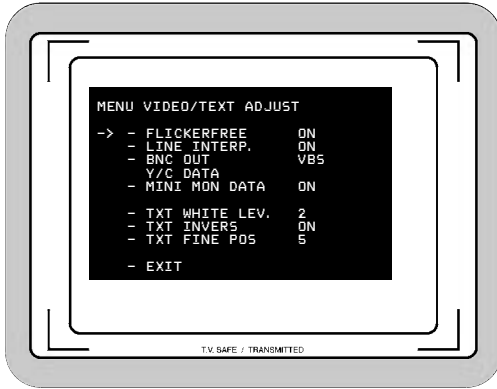 MENU VIDEO/TEXT ADJUST
-> - FLICKERFREE ON
- LINE INTERP. ON
- BNC OUT VBS
Y/C DATA
- MINI MON DATA ON
- TXT WHITE LEV. 2
- TXT INVERS ON
- TXT FINE POS 5
- EXIT
T.V. SAFE / TRANSMITTED